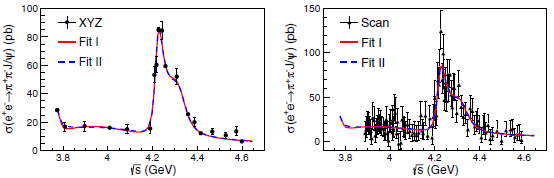 σ(e⁺e⁻→π⁺π⁻J/ψ) (pb)
100
80
60
40
20
0
XYZ
Fit I
Fit II
3.8 4 4.2 4.4 4.6
√s (GeV)
σ(e⁺e⁻→π⁺π⁻J/ψ) (pb)
150
100
50
0
Scan
Fit I
Fit II
3.8 4 4.2 4.4 4.6
√s (GeV)